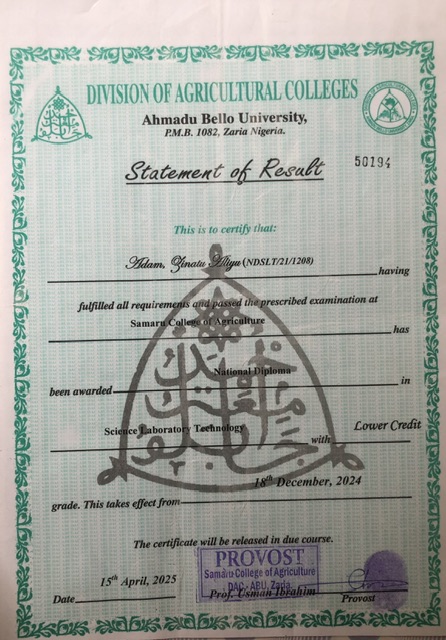 DIVISION OF AGRICULTURAL COLLEGES
Ahmadu Bello University,
P.M.B. 1082, Zaria Nigeria.
Statement of Result
50194
This is to certify that:
Adam, Zinatu Aliyu (NDSLT/21/1208) having
fulfilled all requirements and passed the prescribed examination at
Samaru College of Agriculture has
been awarded National Diploma in
Science Laboratory Technology with Lower Credit
grade. This takes effect from 18th December, 2024
The certificate will be released in due course.
PROVOST
Samaru College of Agriculture
DAC - ABU, Zaria
Date 15th April, 2025
Prof. Usman Ibrahim
Provost